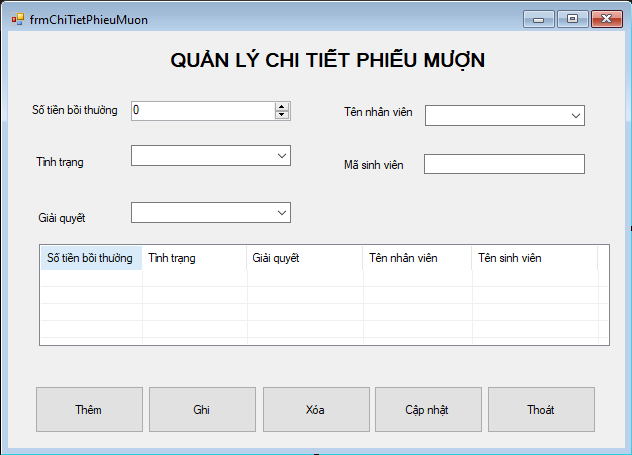 frmChiTietPhieuMuon
QUẢN LÝ CHI TIẾT PHIẾU MƯỢN
Số tiền bồi thường 0 Tên nhân viên
Tình trạng Mã sinh viên
Giải quyết
Số tiền bồi thường Tình trạng Giải quyết Tên nhân viên Tên sinh viên
Thêm Ghi Xóa Cập nhật Thoát